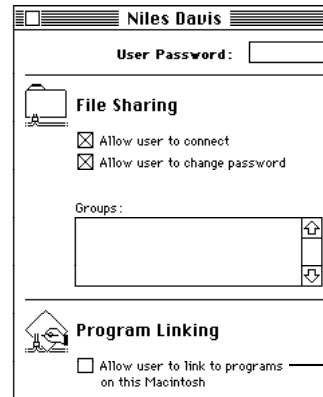 Niles Davis
User Password:
File Sharing
Allow user to connect
Allow user to change password
Groups:
Program Linking
Allow user to link to programs
on this Macintosh